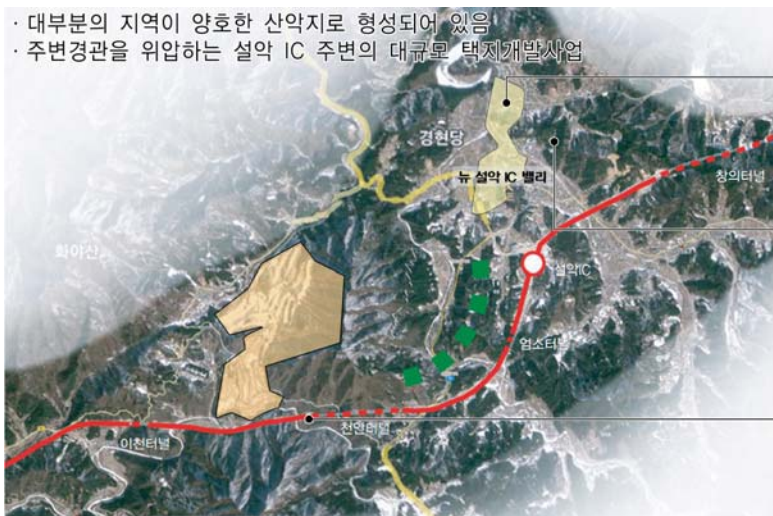 · 대부분의 지역이 양호한 산악지로 형성되어 있음
· 주변경관을 위압하는 설악 IC 주변의 대규모 택지개발사업
경현당
뉴 설악 IC 밸리
창의터널
화야산
설악IC
엄소터널
천안터널
이천터널